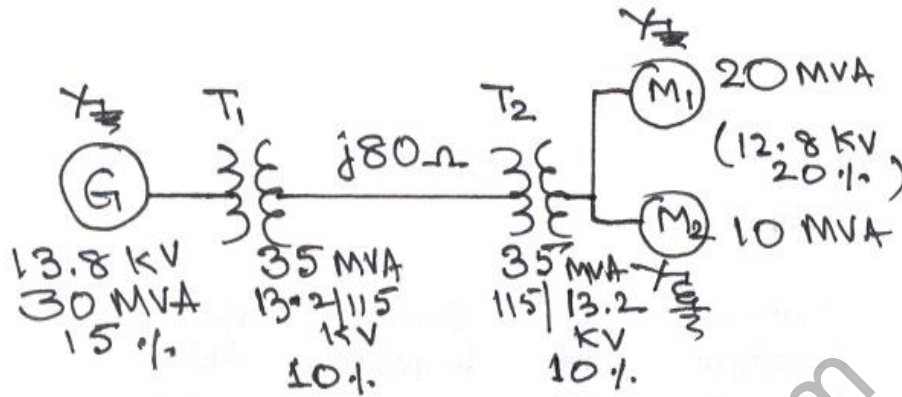 Y
G
13.8 KV
30 MVA
15 %
T1
35 MVA
13.2/115
KV
10 %
j80Ω
T2
35 MVA
115/13.2
KV
10 %
Y
M1
20 MVA
(12.8 KV
20 %)
M2
10 MVA
Y
m